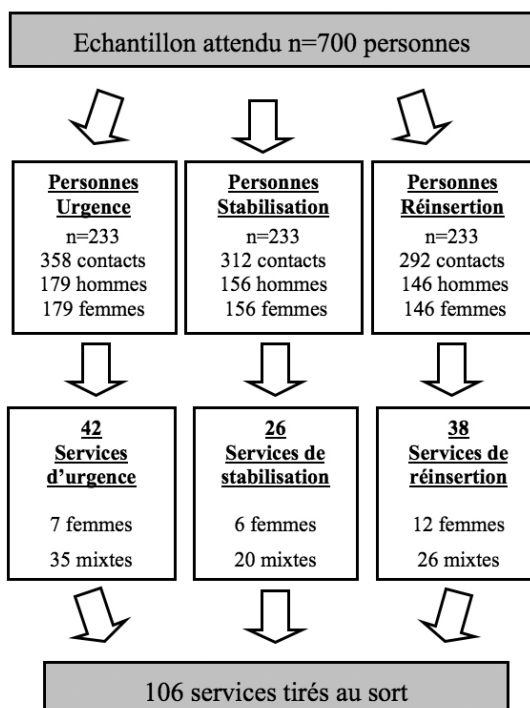 Echantillon attendu n=700 personnes
Personnes
Urgence
n=233
358 contacts
179 hommes
179 femmes
Personnes
Stabilisation
n=233
312 contacts
156 hommes
156 femmes
Personnes
Réinsertion
n=233
292 contacts
146 hommes
146 femmes
42
Services
d'urgence
7 femmes
35 mixtes
26
Services de
stabilisation
6 femmes
20 mixtes
38
Services de
réinsertion
12 femmes
26 mixtes
106 services tirés au sort